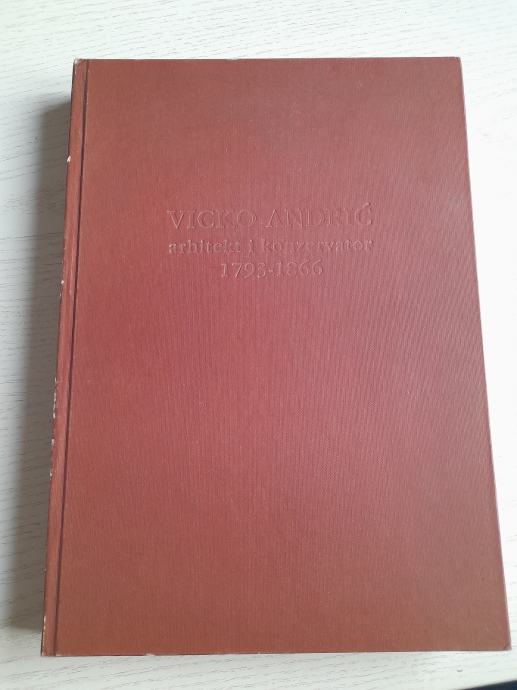 VICKO ANDRIĆ
arhitekt i konzervator
1793-1866